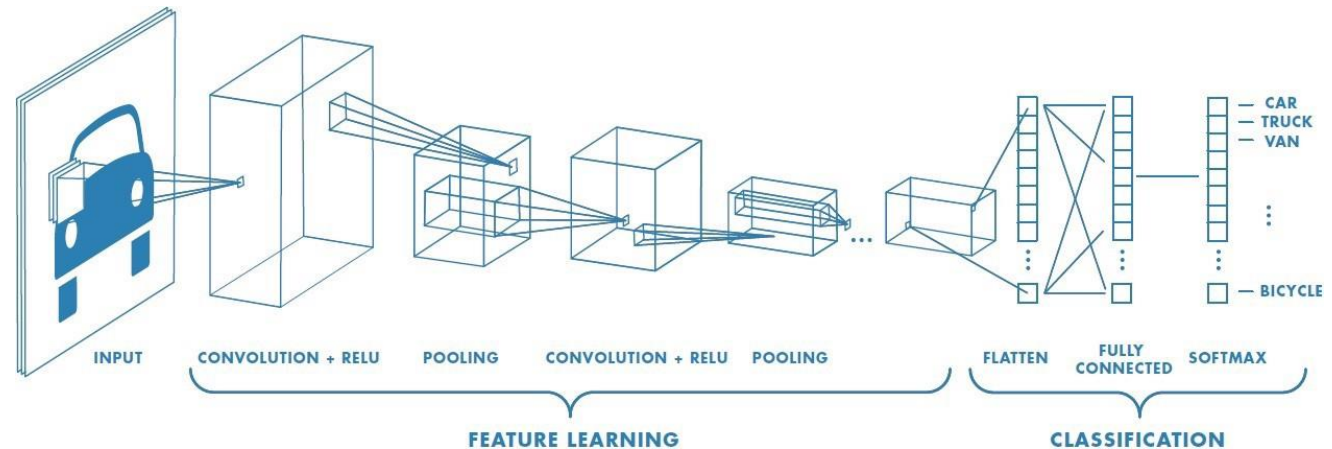 CAR
TRUCK
VAN
BICYCLE
INPUT
CONVOLUTION + RELU
POOLING
CONVOLUTION + RELU
POOLING
FLATTEN
FULLY
CONNECTED
SOFTMAX
FEATURE LEARNING
CLASSIFICATION